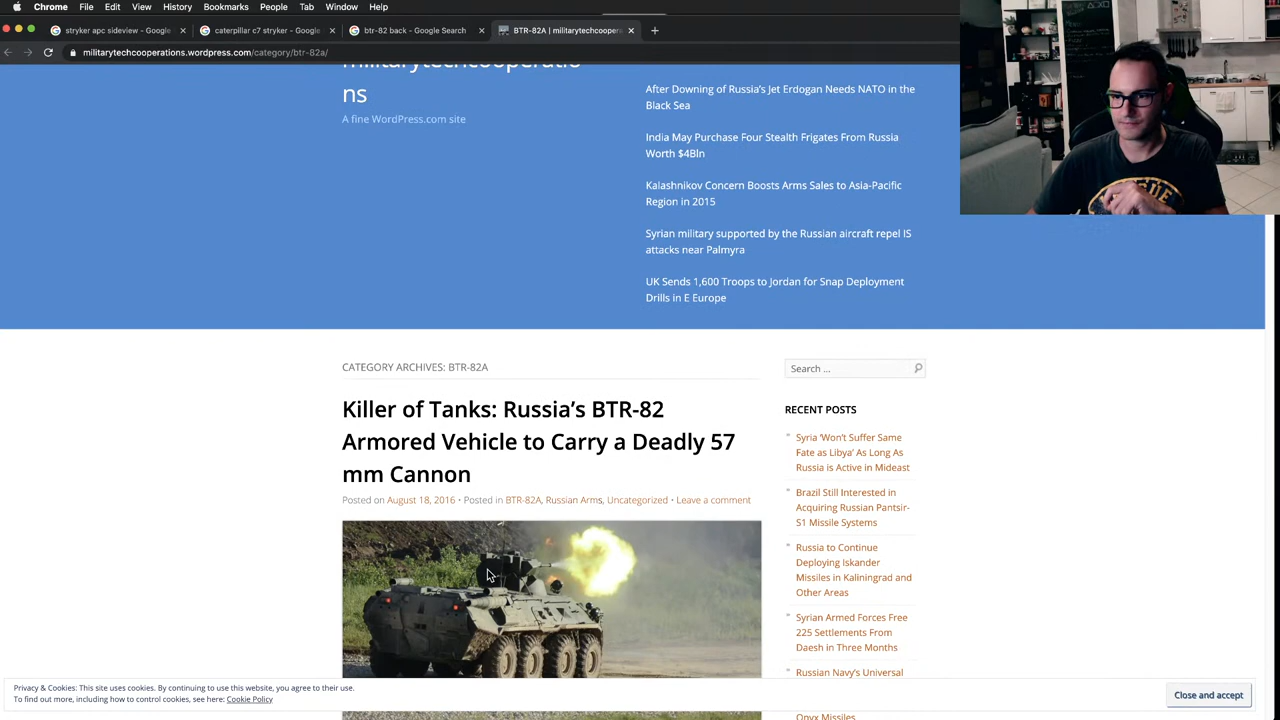 Chrome File Edit View History Bookmarks People Tab Window Help
stryker apc sideview - Google
caterpillar c7 stryker - Google
btr-82 back - Google Search
BTR-82A | militarytechcoopera
militarytechcooperations.wordpress.com/category/btr-82a/
militarytechcooperatio
ns
A fine WordPress.com site
After Downing of Russia's Jet Erdogan Needs NATO in the
Black Sea
India May Purchase Four Stealth Frigates From Russia
Worth $4Bln
Kalashnikov Concern Boosts Arms Sales to Asia-Pacific
Region in 2015
Syrian military supported by the Russian aircraft repel IS
attacks near Palmyra
UK Sends 1,600 Troops to Jordan for Snap Deployment
Drills in E Europe
CATEGORY ARCHIVES: BTR-82A
Killer of Tanks: Russia's BTR-82
Armored Vehicle to Carry a Deadly 57
mm Cannon
Posted on August 18, 2016 • Posted in BTR-82A, Russian Arms, Uncategorized • Leave a comment
Search ...
RECENT POSTS
Syria 'Won't Suffer Same
Fate as Libya' As Long As
Russia is Active in Mideast
Brazil Still Interested in
Acquiring Russian Pantsir-
S1 Missile Systems
Russia to Continue
Deploying Iskander
Missiles in Kaliningrad and
Other Areas
Syrian Armed Forces Free
225 Settlements From
Daesh in Three Months
Russian Navy's Universal
Onyx Missiles
Privacy & Cookies: This site uses cookies. By continuing to use this website, you agree to their use.
To find out more, including how to control cookies, see here: Cookie Policy
Close and accept